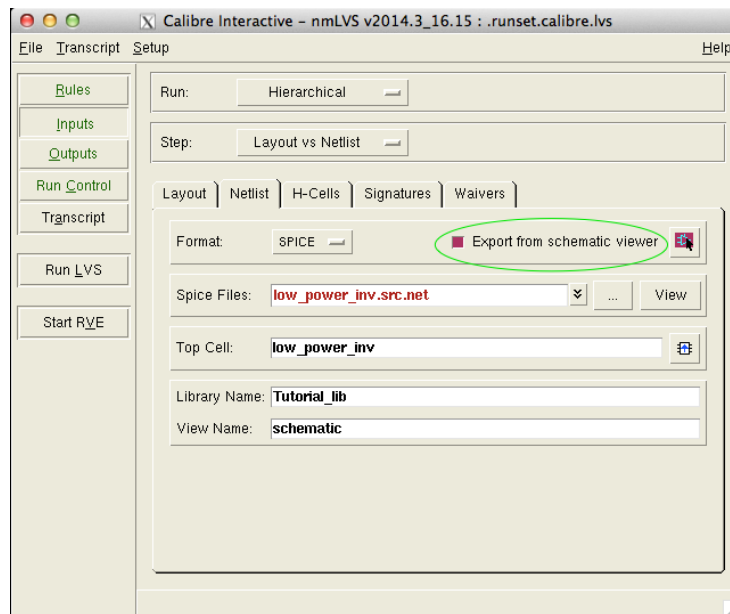 Calibre Interactive - nmLVS v2014.3_16.15 : .runset.calibre.lvs
File Transcript Setup Help
Rules
Inputs
Outputs
Run Control
Transcript
Run LVS
Start RVE
Run: Hierarchical
Step: Layout vs Netlist
Layout Netlist H-Cells Signatures Waivers
Format: SPICE Export from schematic viewer
Spice Files: low_power_inv.src.net ... View
Top Cell: low_power_inv
Library Name: Tutorial_lib
View Name: schematic